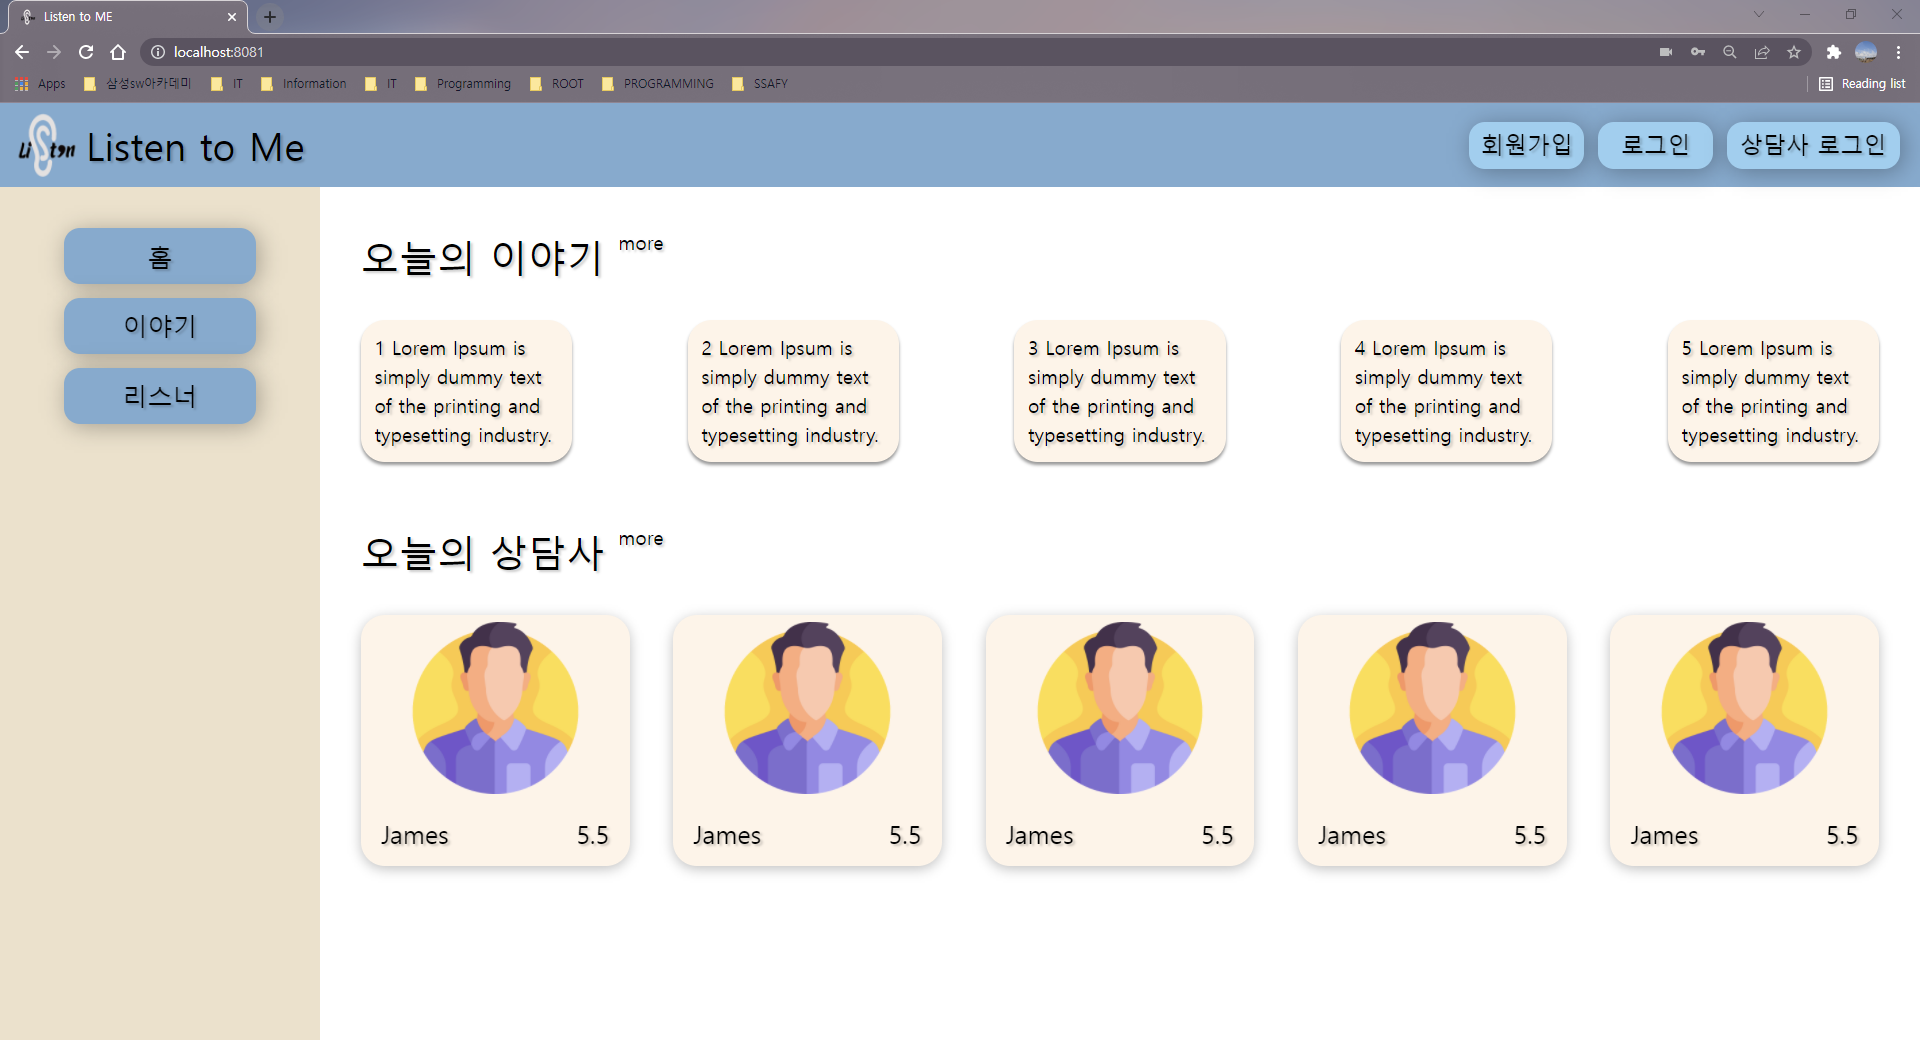 Listen to ME
localhost:8081
Apps 삼성sw아카데미 IT Information IT Programming ROOT PROGRAMMING SSAFY Reading list
Listen Listen to Me 회원가입 로그인 상담사 로그인
홈
이야기
리스너
오늘의 이야기 more
1 Lorem Ipsum is
simply dummy text
of the printing and
typesetting industry.
2 Lorem Ipsum is
simply dummy text
of the printing and
typesetting industry.
3 Lorem Ipsum is
simply dummy text
of the printing and
typesetting industry.
4 Lorem Ipsum is
simply dummy text
of the printing and
typesetting industry.
5 Lorem Ipsum is
simply dummy text
of the printing and
typesetting industry.
오늘의 상담사 more
James 5.5
James 5.5
James 5.5
James 5.5
James 5.5